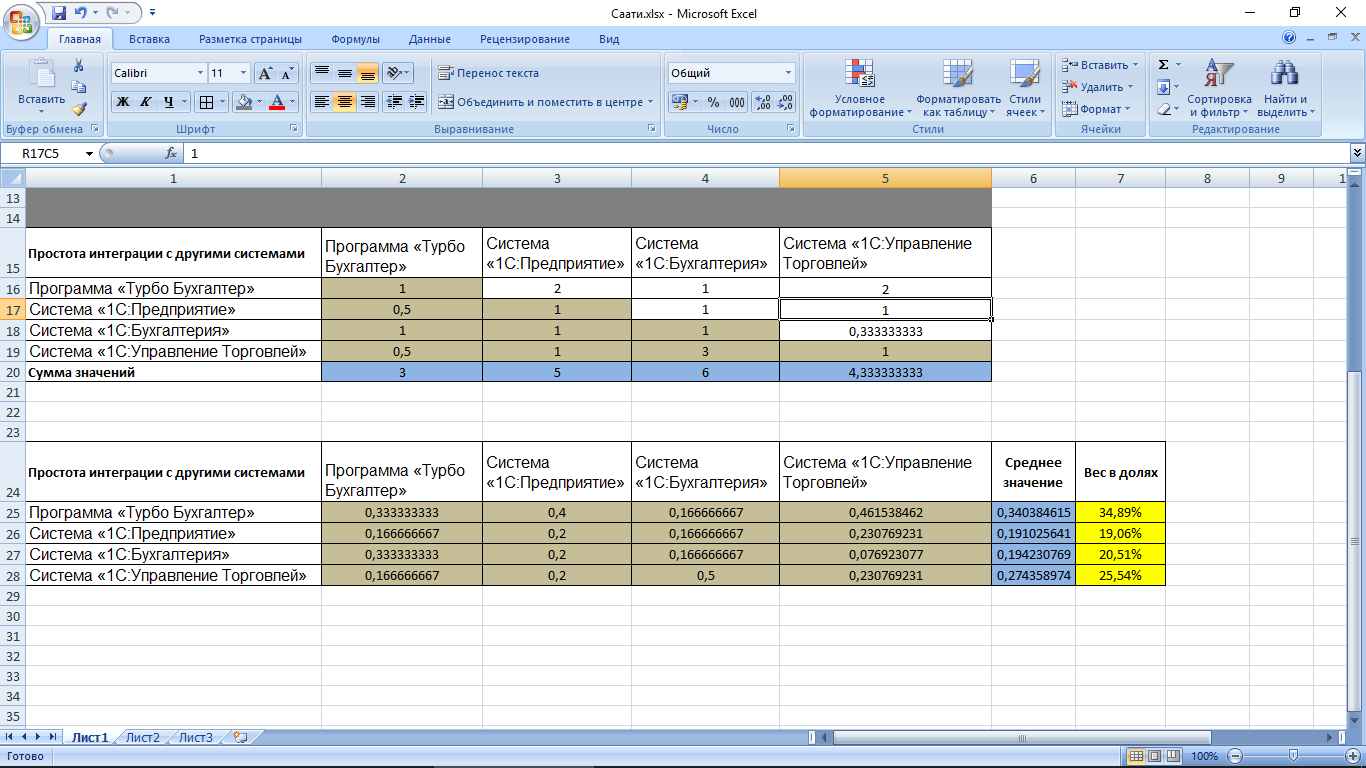 Саати.xlsx - Microsoft Excel
Главная Вставка Разметка страницы Формулы Данные Рецензирование Вид
Вставить
Calibri 11
Ж К Ч А А А
Перенос текста
Объединить и поместить в центре
Общий
% 000 ,00 ,00
Условное форматирование
Форматировать как таблицу
Стили ячеек
Вставить
Удалить
Формат
Σ
Сортировка и фильтр
Найти и выделить
Буфер обмена Шрифт Выравнивание Число Стили Ячейки Редактирование
R17C5 fx 1
1 2 3 4 5 6 7 8 9 1
13
14
15 Простота интеграции с другими системами Программа «Турбо Бухгалтер» Система «1С:Предприятие» Система «1С:Бухгалтерия» Система «1С:Управление Торговлей»
16 Программа «Турбо Бухгалтер» 1 2 1 2
17 Система «1С:Предприятие» 0,5 1 1 1
18 Система «1С:Бухгалтерия» 1 1 1 0,333333333
19 Система «1С:Управление Торговлей» 0,5 1 3 1
20 Сумма значений 3 5 6 4,333333333
21
22
23
24 Простота интеграции с другими системами Программа «Турбо Бухгалтер» Система «1С:Предприятие» Система «1С:Бухгалтерия» Система «1С:Управление Торговлей» Среднее значение Вес в долях
25 Программа «Турбо Бухгалтер» 0,333333333 0,4 0,166666667 0,461538462 0,340384615 34,89%
26 Система «1С:Предприятие» 0,166666667 0,2 0,166666667 0,230769231 0,191025641 19,06%
27 Система «1С:Бухгалтерия» 0,333333333 0,2 0,166666667 0,076923077 0,194230769 20,51%
28 Система «1С:Управление Торговлей» 0,166666667 0,2 0,5 0,230769231 0,274358974 25,54%
29
30
31
32
33
34
35
Лист1 Лист2 Лист3
Готово 100%